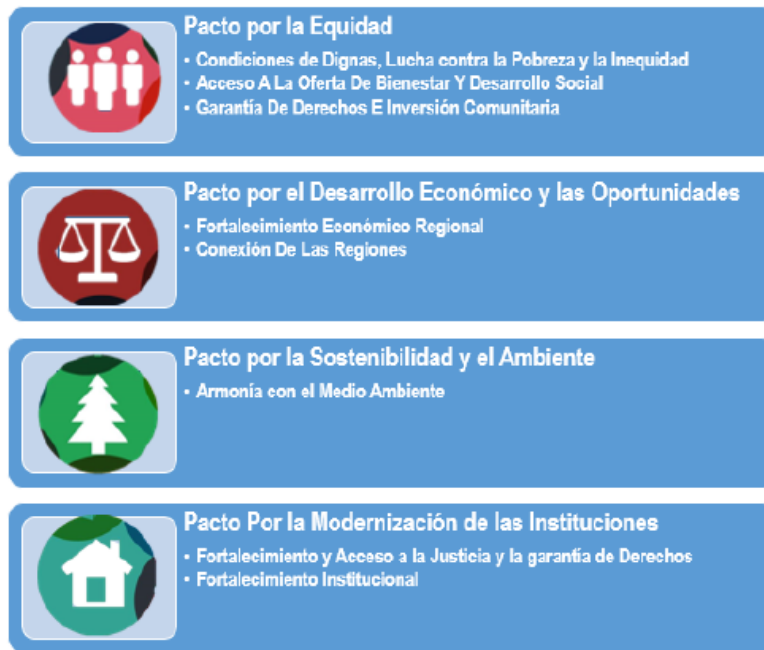 Pacto por la Equidad
• Condiciones de Dignas, Lucha contra la Pobreza y la Inequidad
• Acceso A La Oferta De Bienestar Y Desarrollo Social
• Garantía De Derechos E Inversión Comunitaria
Pacto por el Desarrollo Económico y las Oportunidades
• Fortalecimiento Económico Regional
• Conexión De Las Regiones
Pacto por la Sostenibilidad y el Ambiente
• Armonía con el Medio Ambiente
Pacto Por la Modernización de las Instituciones
• Fortalecimiento y Acceso a la Justicia y la garantía de Derechos
• Fortalecimiento Institucional